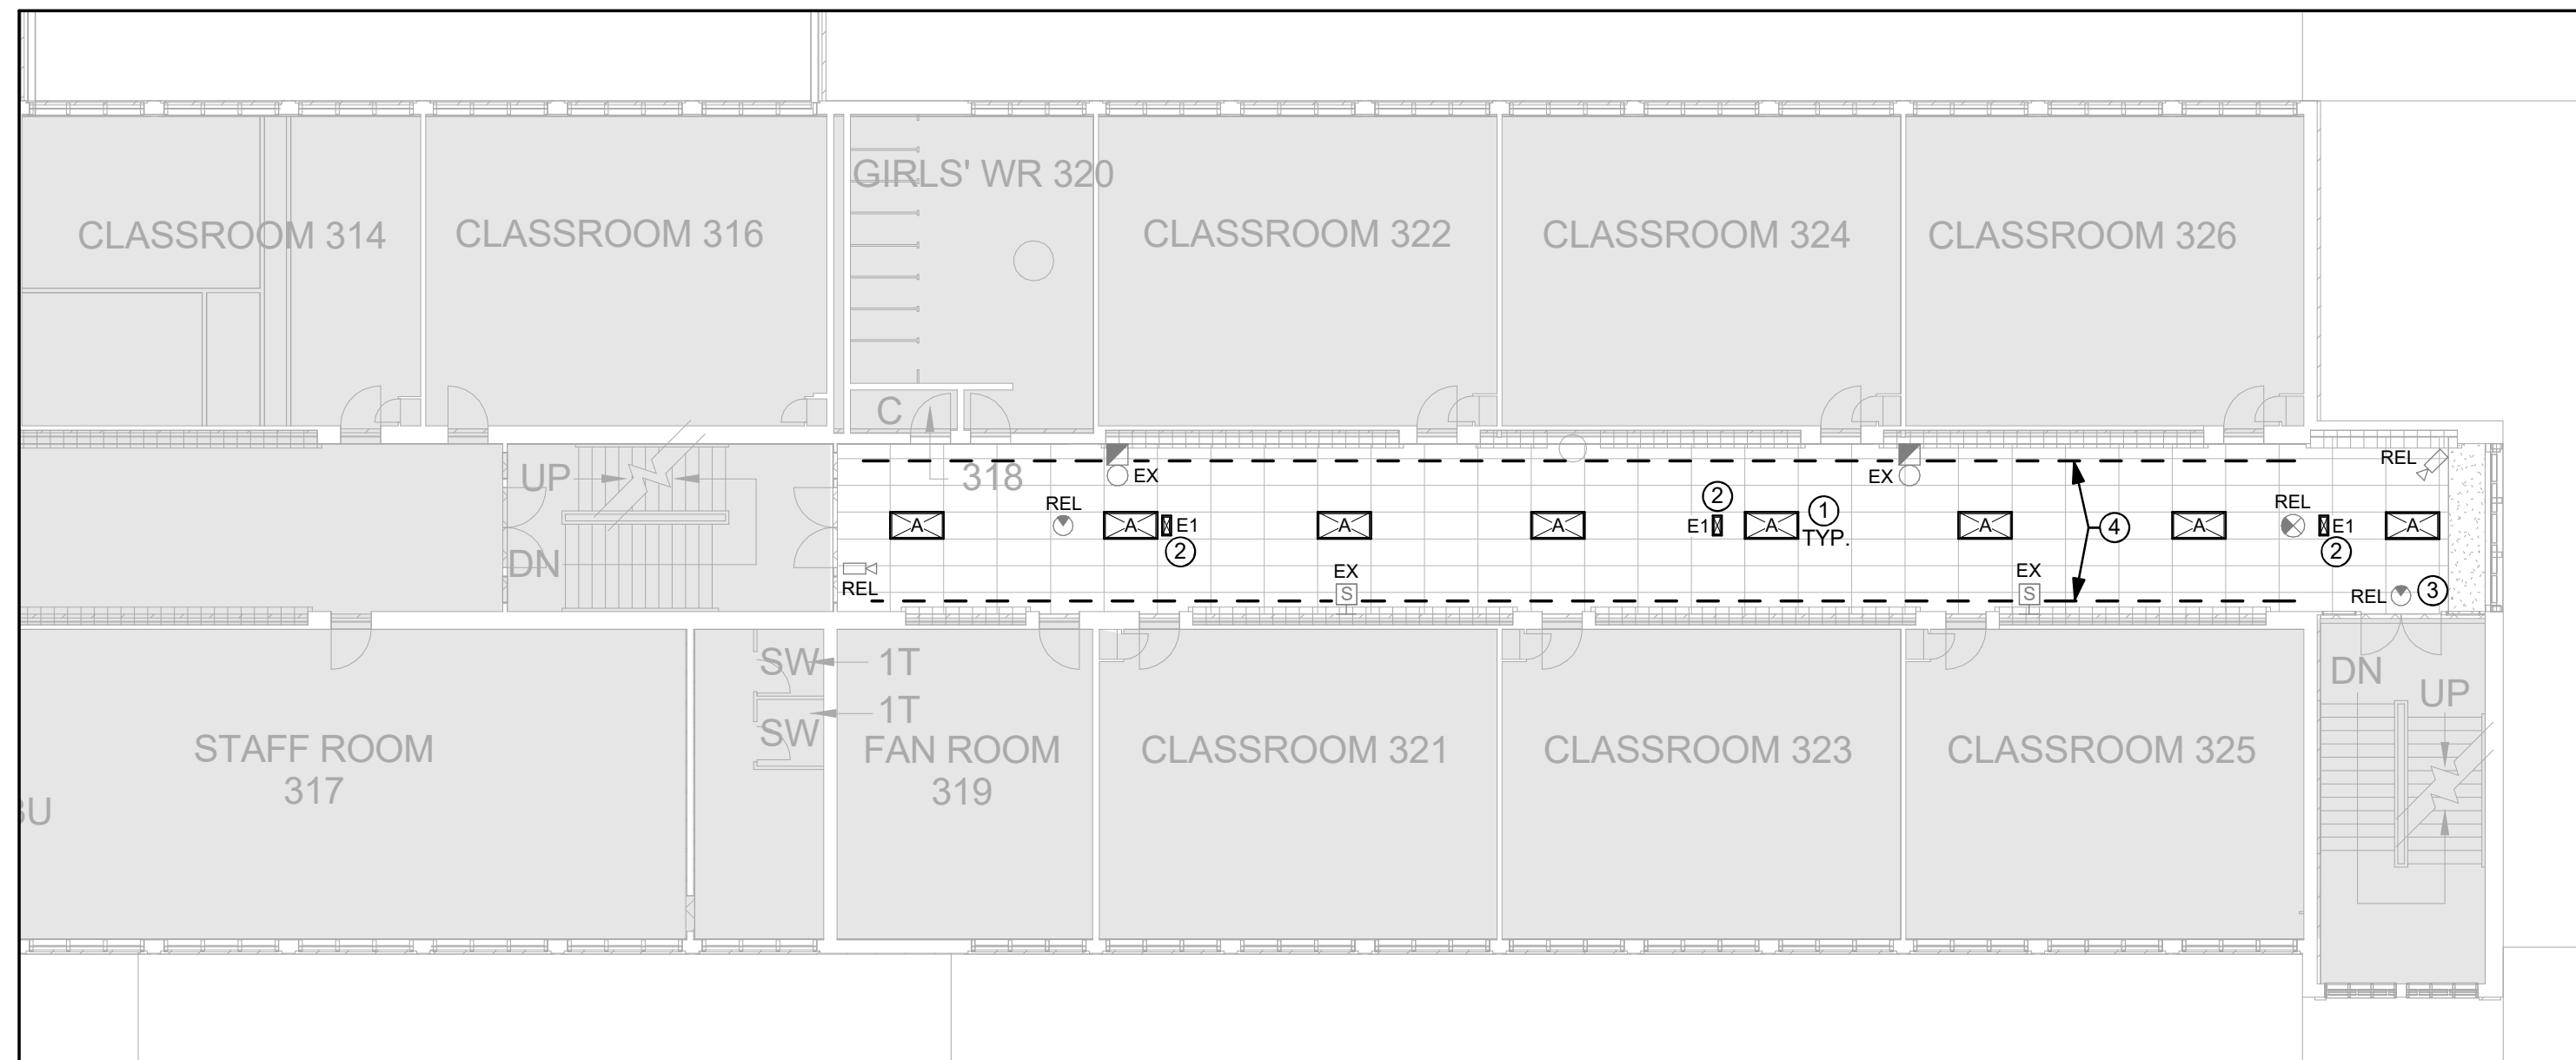 GIRLS' WR 320
CLASSROOM 314
CLASSROOM 316
CLASSROOM 322
CLASSROOM 324
CLASSROOM 326
C
UP
318
EX
EX
REL
REL
REL
A
A
E1
2
A
A
2
E1
A
1
TYP.
A
4
A
REL
E1
2
A
DN
REL
EX
S
EX
S
REL
3
SW
1T
SW
1T
DN
UP
STAFF ROOM
317
FAN ROOM
319
CLASSROOM 321
CLASSROOM 323
CLASSROOM 325